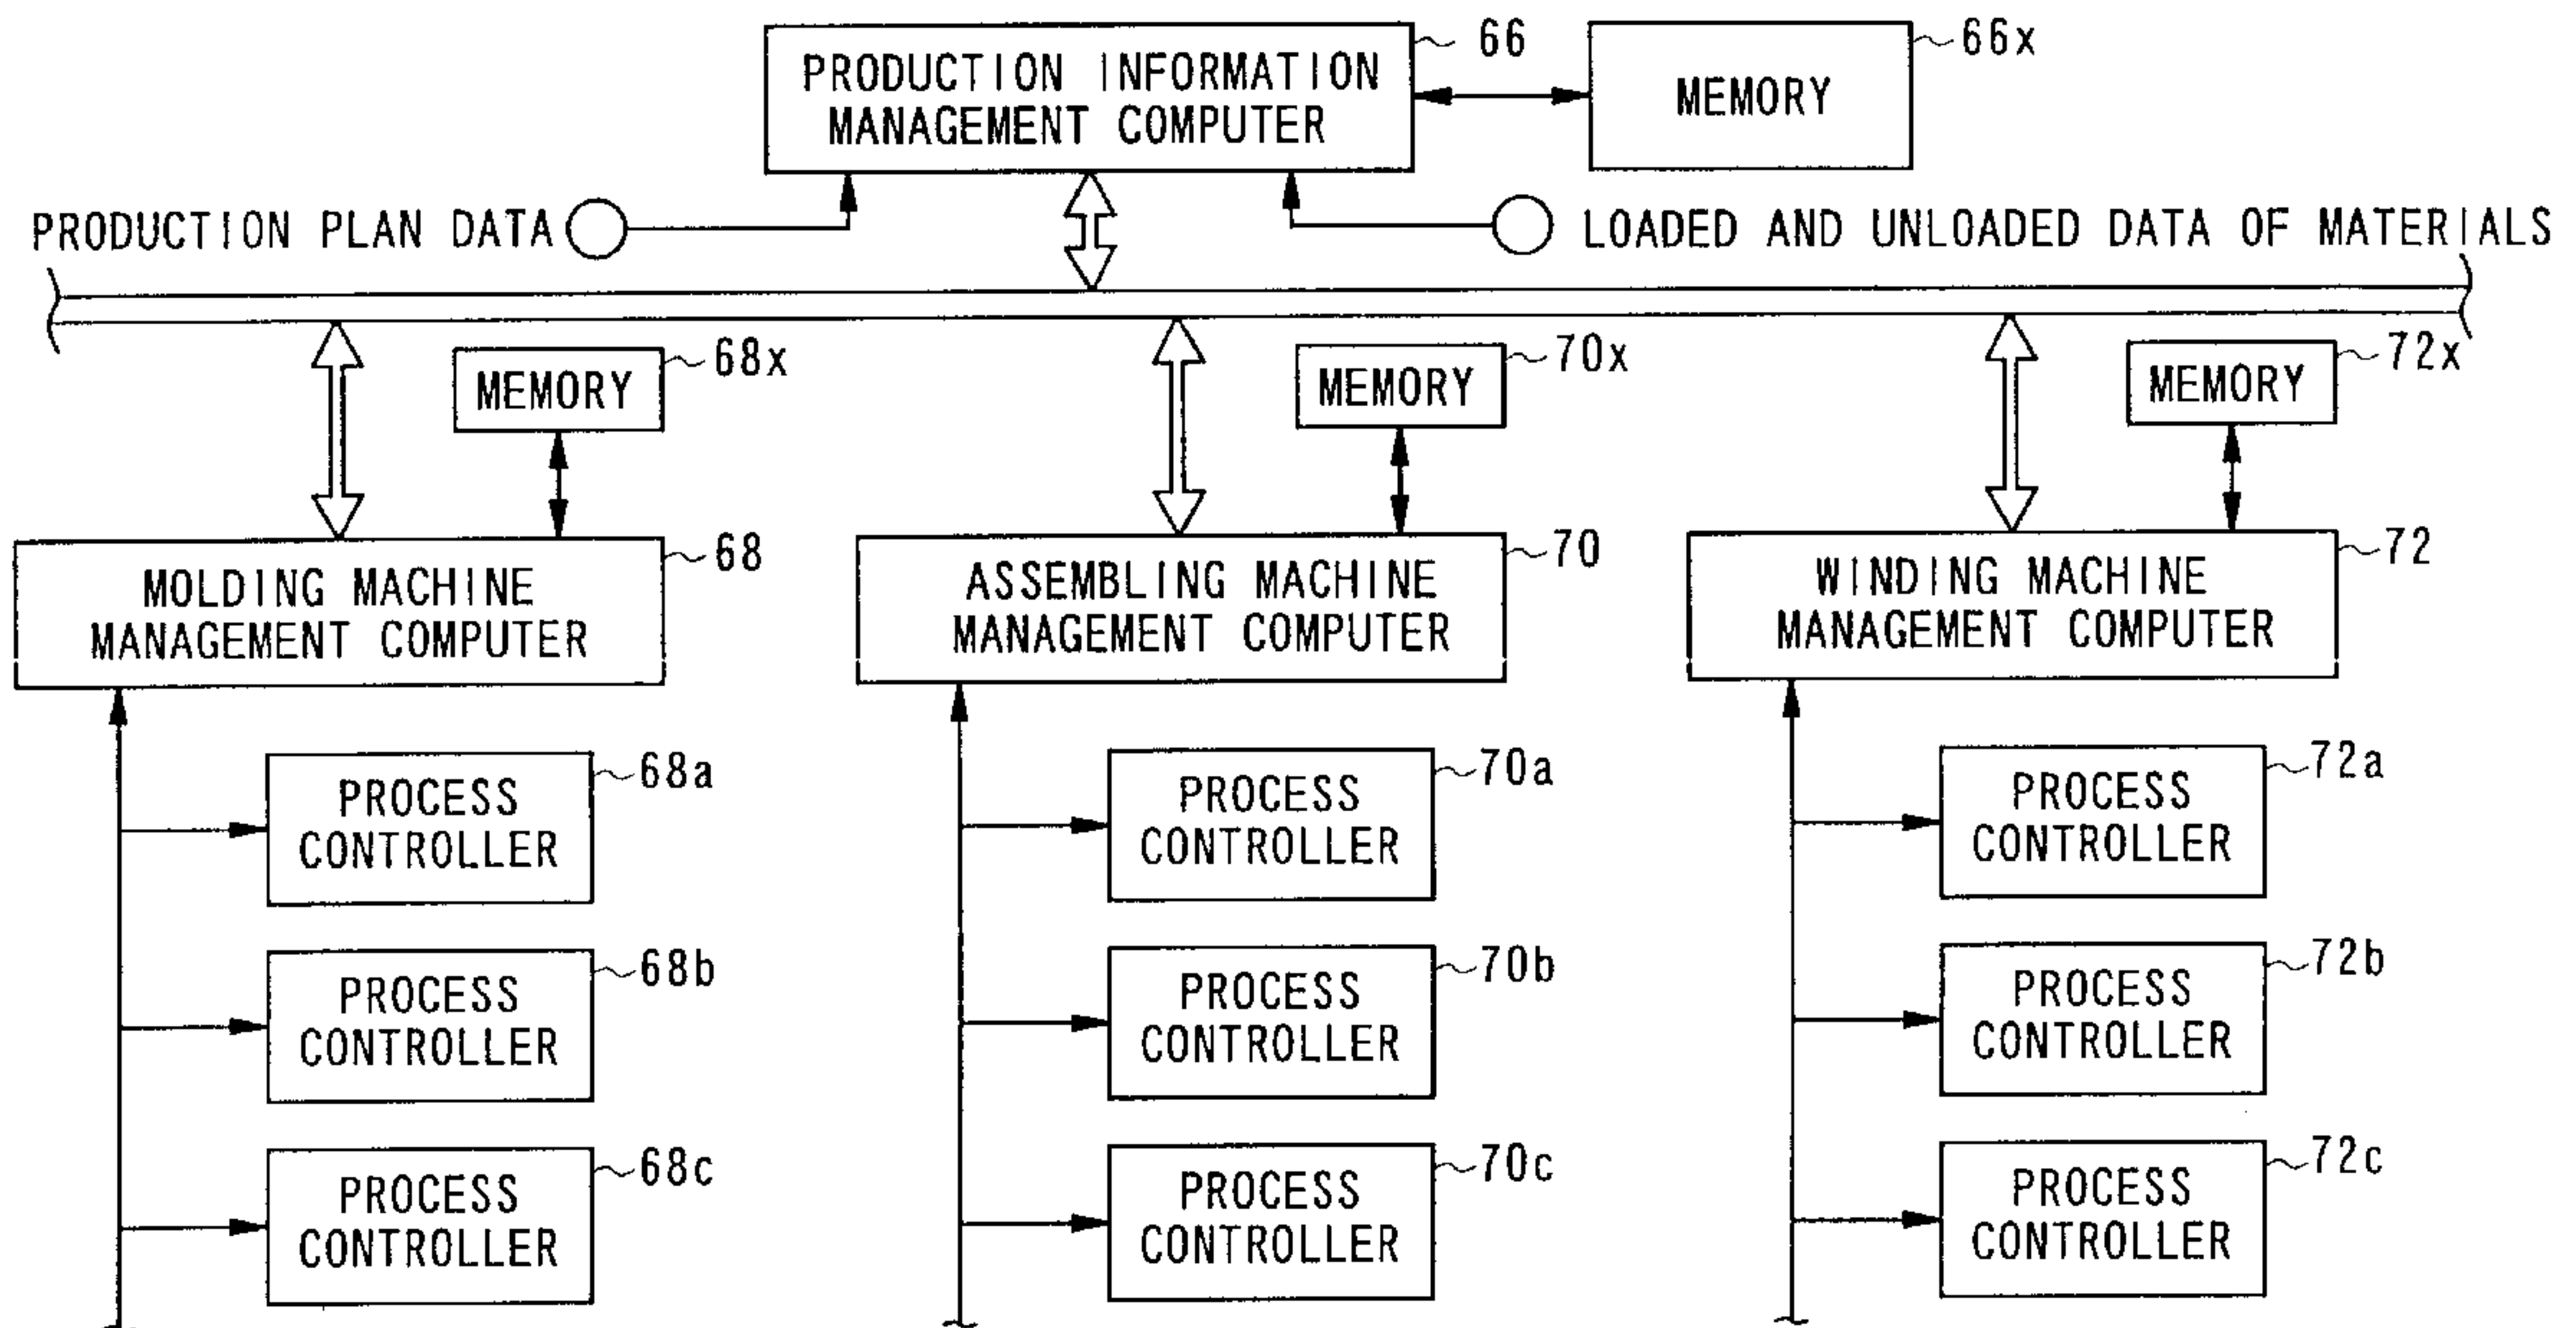 PRODUCTION INFORMATION
MANAGEMENT COMPUTER
66
MEMORY
66x
PRODUCTION PLAN DATA
LOADED AND UNLOADED DATA OF MATERIALS
MEMORY
68x
MEMORY
70x
MEMORY
72x
MOLDING MACHINE
MANAGEMENT COMPUTER
68
ASSEMBLING MACHINE
MANAGEMENT COMPUTER
70
WINDING MACHINE
MANAGEMENT COMPUTER
72
PROCESS
CONTROLLER
68a
PROCESS
CONTROLLER
70a
PROCESS
CONTROLLER
72a
PROCESS
CONTROLLER
68b
PROCESS
CONTROLLER
70b
PROCESS
CONTROLLER
72b
PROCESS
CONTROLLER
68c
PROCESS
CONTROLLER
70c
PROCESS
CONTROLLER
72c